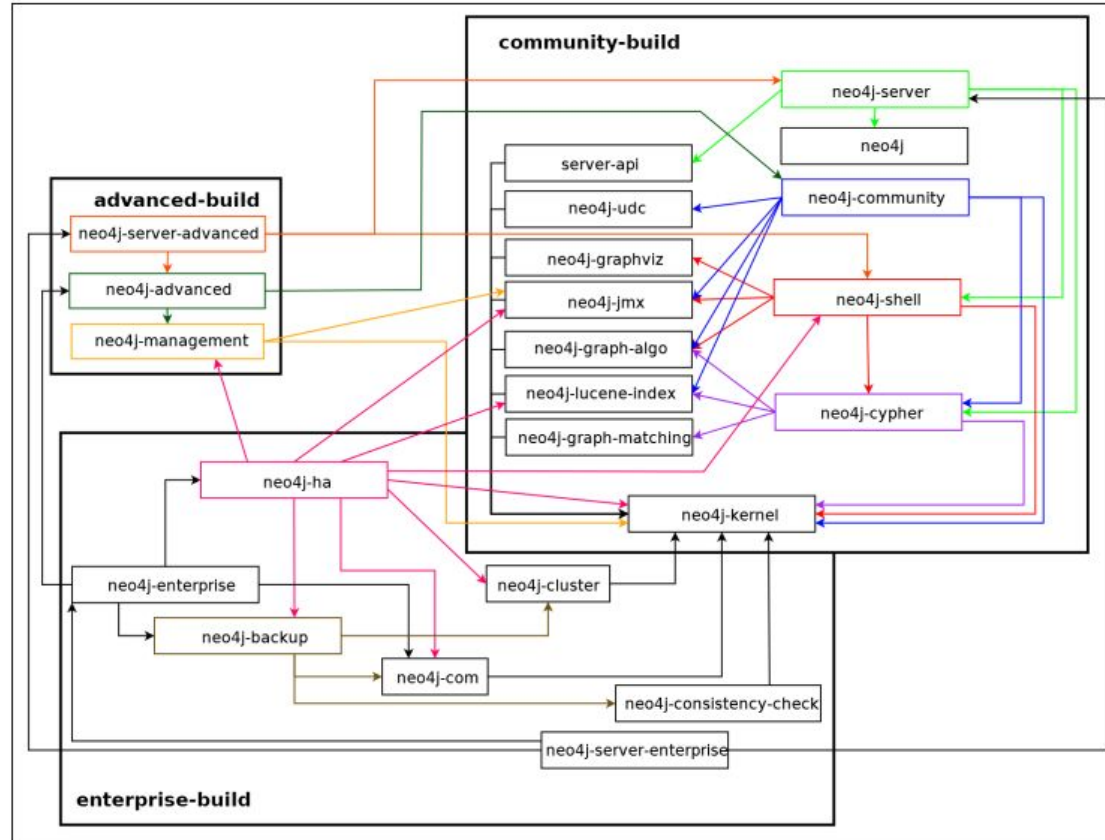 community-build
neo4j-server
neo4j
server-api
neo4j-community
neo4j-udc
advanced-build
neo4j-server-advanced
neo4j-graphviz
neo4j-advanced
neo4j-jmx
neo4j-shell
neo4j-management
neo4j-graph-algo
neo4j-lucene-index
neo4j-cypher
neo4j-graph-matching
neo4j-ha
neo4j-kernel
neo4j-enterprise
neo4j-cluster
neo4j-backup
neo4j-com
neo4j-consistency-check
neo4j-server-enterprise
enterprise-build